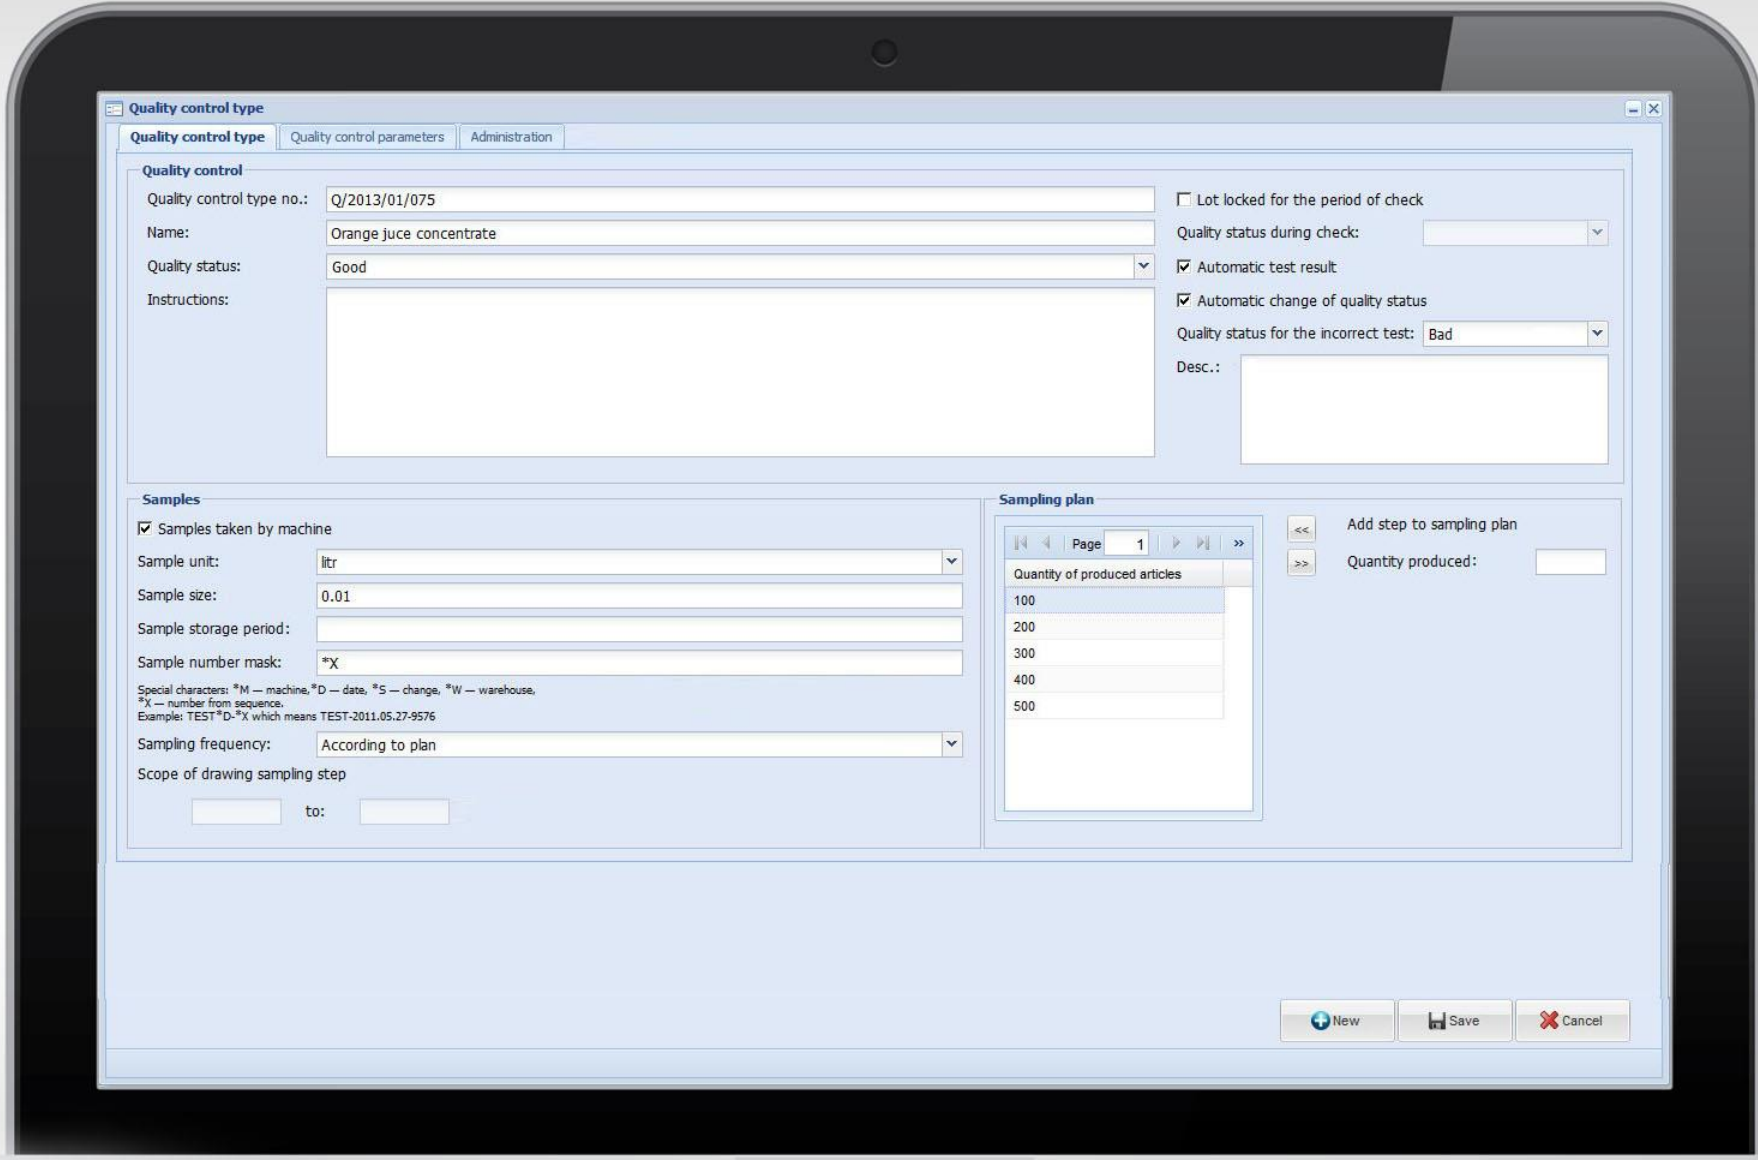 Quality control type
Quality control type Quality control parameters Administration
Quality control
Quality control type no.: Q/2013/01/075
Name: Orange juce concentrate
Quality status: Good
Instructions:
Lot locked for the period of check
Quality status during check:
Automatic test result
Automatic change of quality status
Quality status for the incorrect test: Bad
Desc.:
Samples
Samples taken by machine
Sample unit: litr
Sample size: 0.01
Sample storage period:
Sample number mask: *X
Special characters: *M — machine,*D — date, *S — change, *W — warehouse,
*X — number from sequence.
Example: TEST*D-*X which means TEST-2011.05.27-9576
Sampling frequency: According to plan
Scope of drawing sampling step
to:
Sampling plan
Page 1 »
Quantity of produced articles
100
200
300
400
500
<< Add step to sampling plan
>> Quantity produced:
New Save Cancel